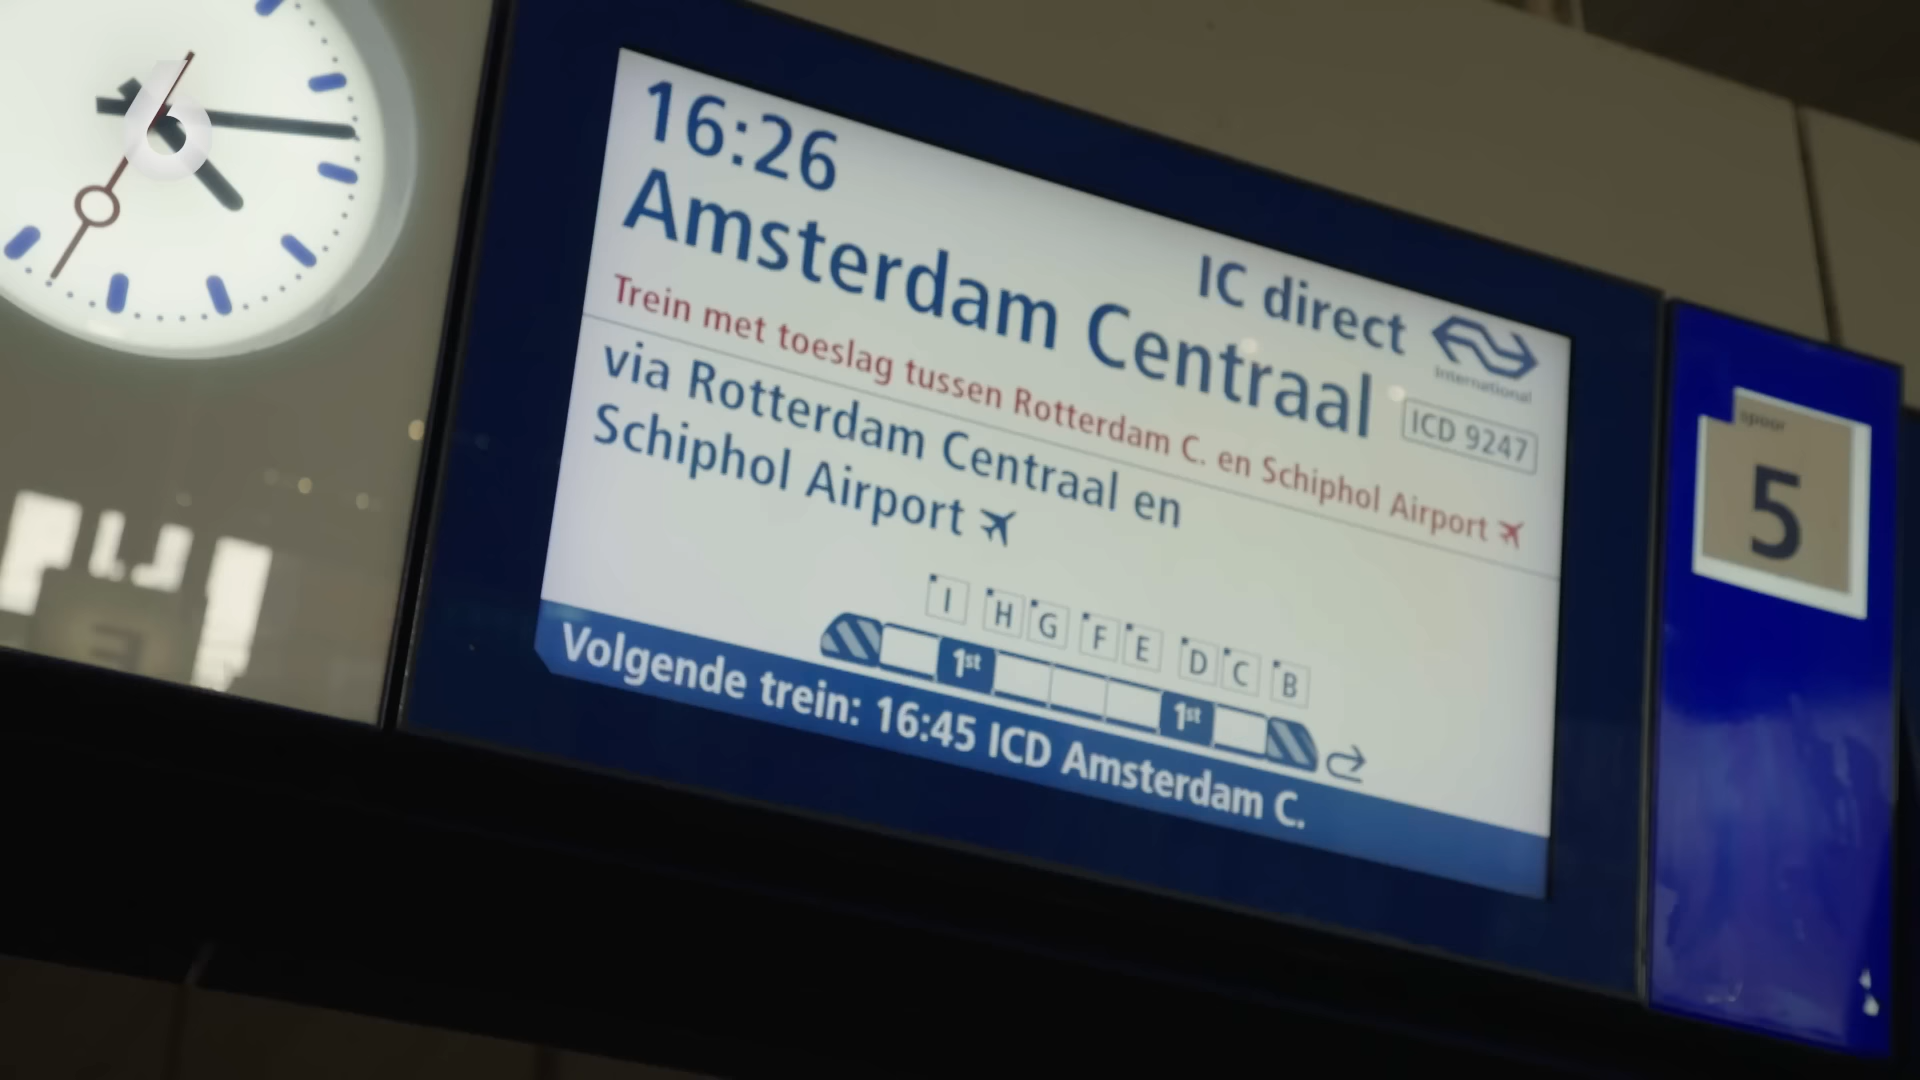 6
16:26
IC direct
International
Amsterdam Centraal
ICD 9247
Trein met toeslag tussen Rotterdam C. en Schiphol Airport
via Rotterdam Centraal en
Schiphol Airport
I H G F E D C B
1st 1st
Volgende trein: 16:45 ICD Amsterdam C.
spoor
5